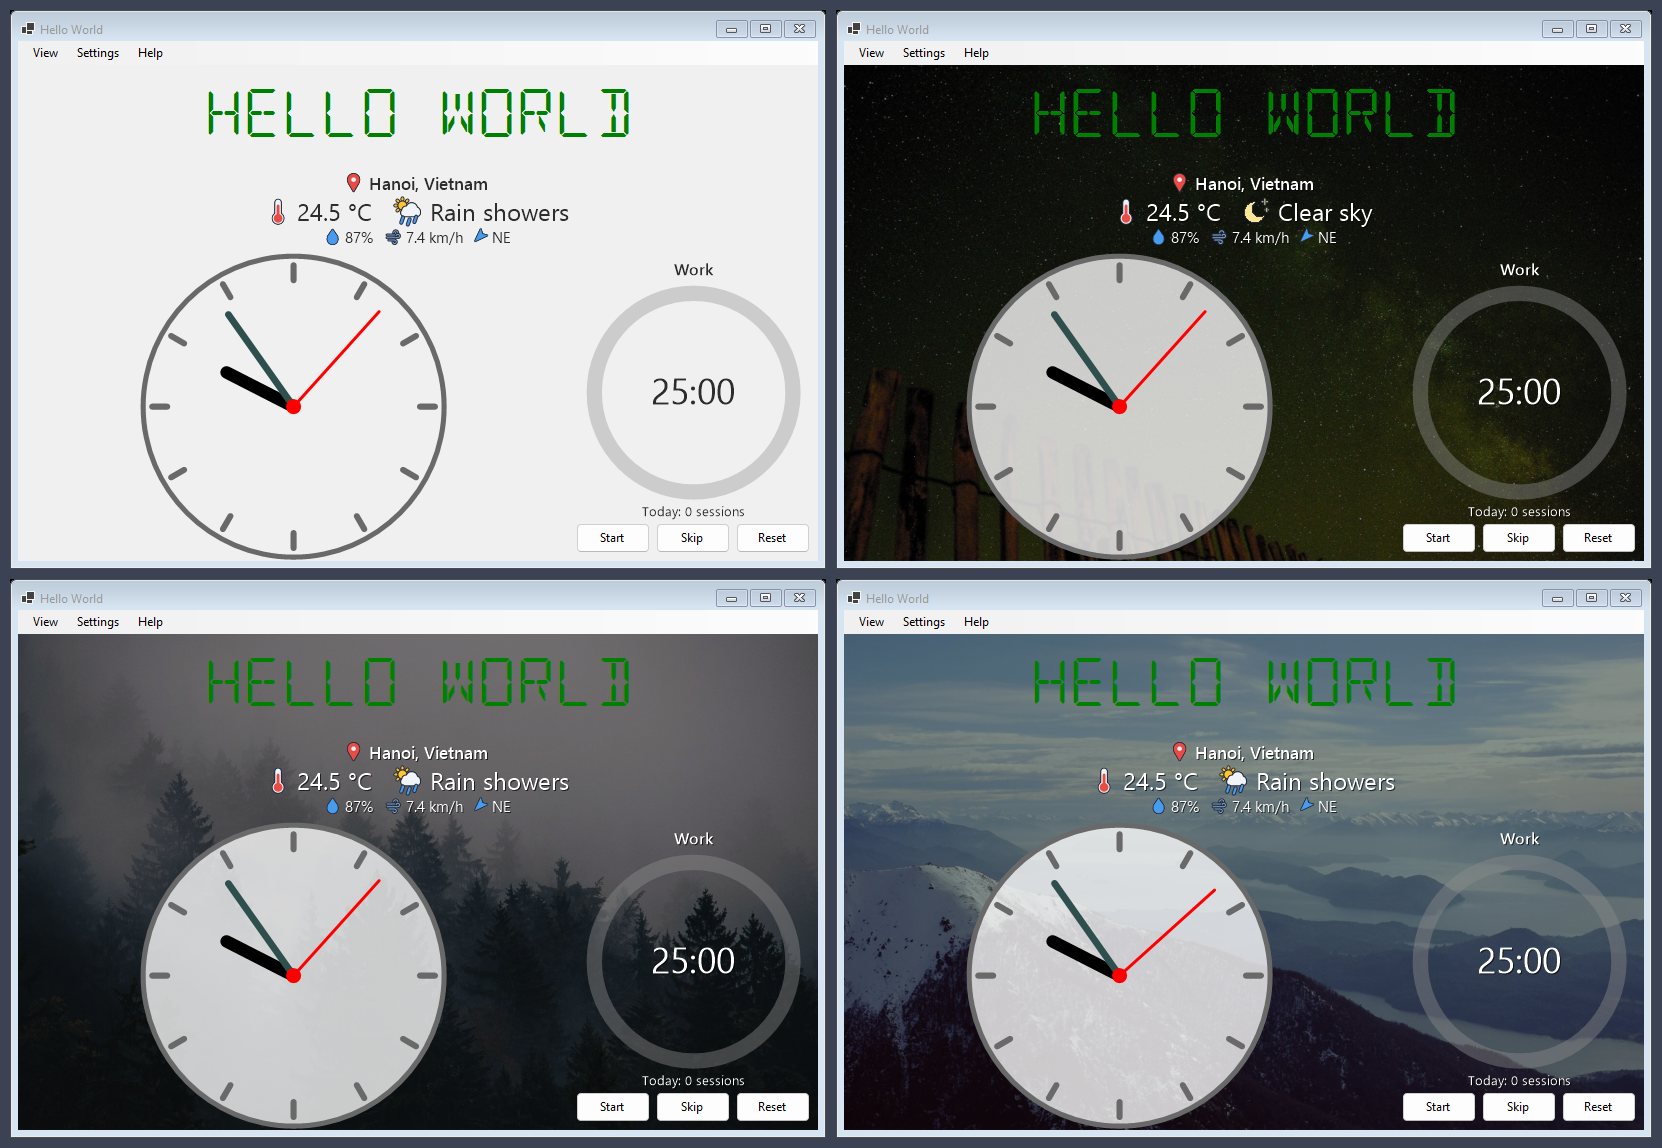 Hello World
View Settings Help
HELLO WORLD
Hanoi, Vietnam
24.5 °C Rain showers
87% 7.4 km/h NE
Work
25:00
Today: 0 sessions
Start Skip Reset
Hello World
View Settings Help
HELLO WORLD
Hanoi, Vietnam
24.5 °C Clear sky
87% 7.4 km/h NE
Work
25:00
Today: 0 sessions
Start Skip Reset
Hello World
View Settings Help
HELLO WORLD
Hanoi, Vietnam
24.5 °C Rain showers
87% 7.4 km/h NE
Work
25:00
Today: 0 sessions
Start Skip Reset
Hello World
View Settings Help
HELLO WORLD
Hanoi, Vietnam
24.5 °C Rain showers
87% 7.4 km/h NE
Work
25:00
Today: 0 sessions
Start Skip Reset